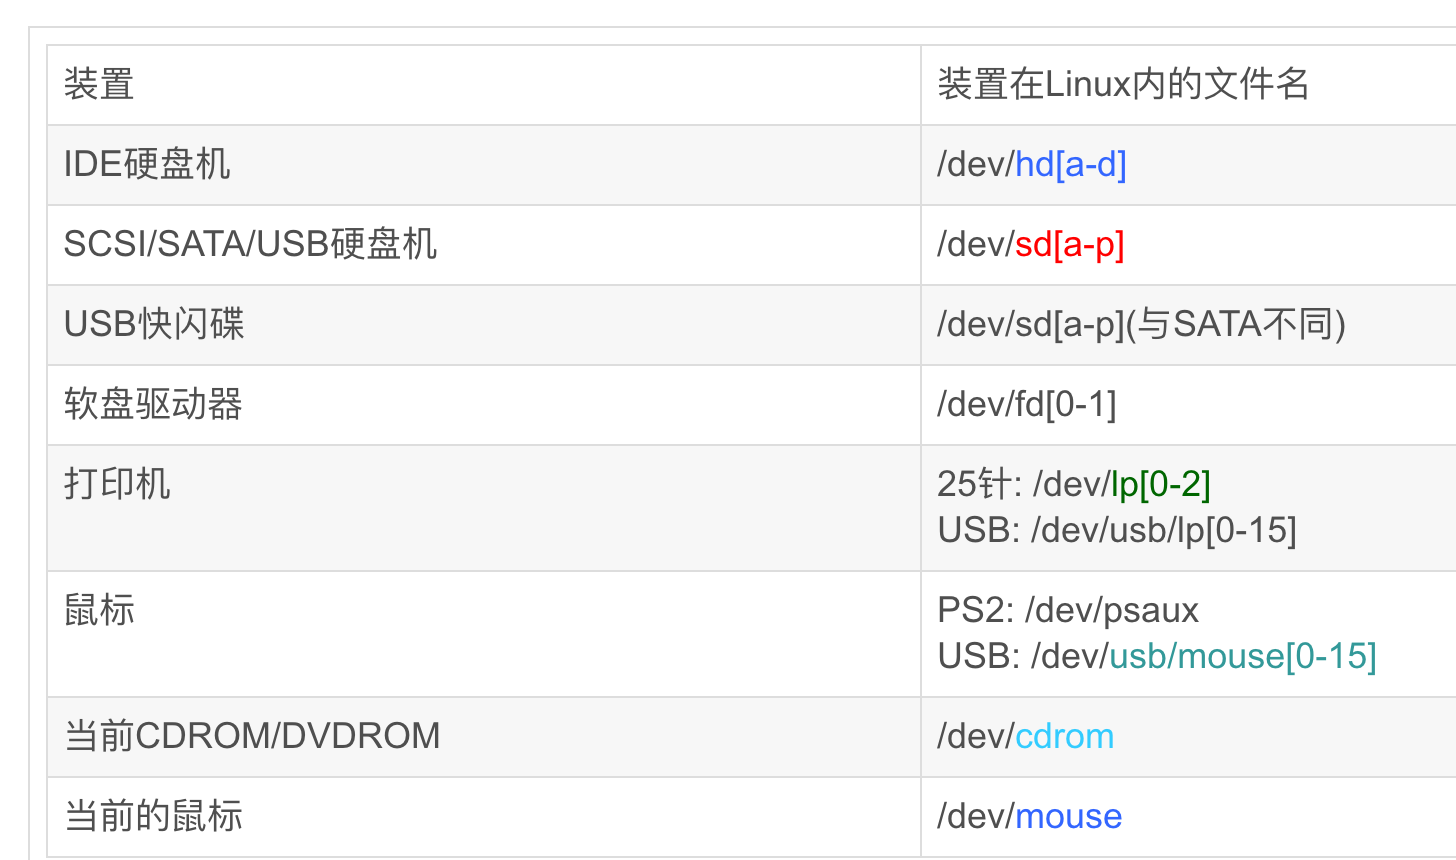 装置 装置在Linux内的文件名
IDE硬盘机 /dev/hd[a-d]
SCSI/SATA/USB硬盘机 /dev/sd[a-p]
USB快闪碟 /dev/sd[a-p](与SATA不同)
软盘驱动器 /dev/fd[0-1]
打印机 25针: /dev/lp[0-2]
USB: /dev/usb/lp[0-15]
鼠标 PS2: /dev/psaux
USB: /dev/usb/mouse[0-15]
当前CDROM/DVDROM /dev/cdrom
当前的鼠标 /dev/mouse